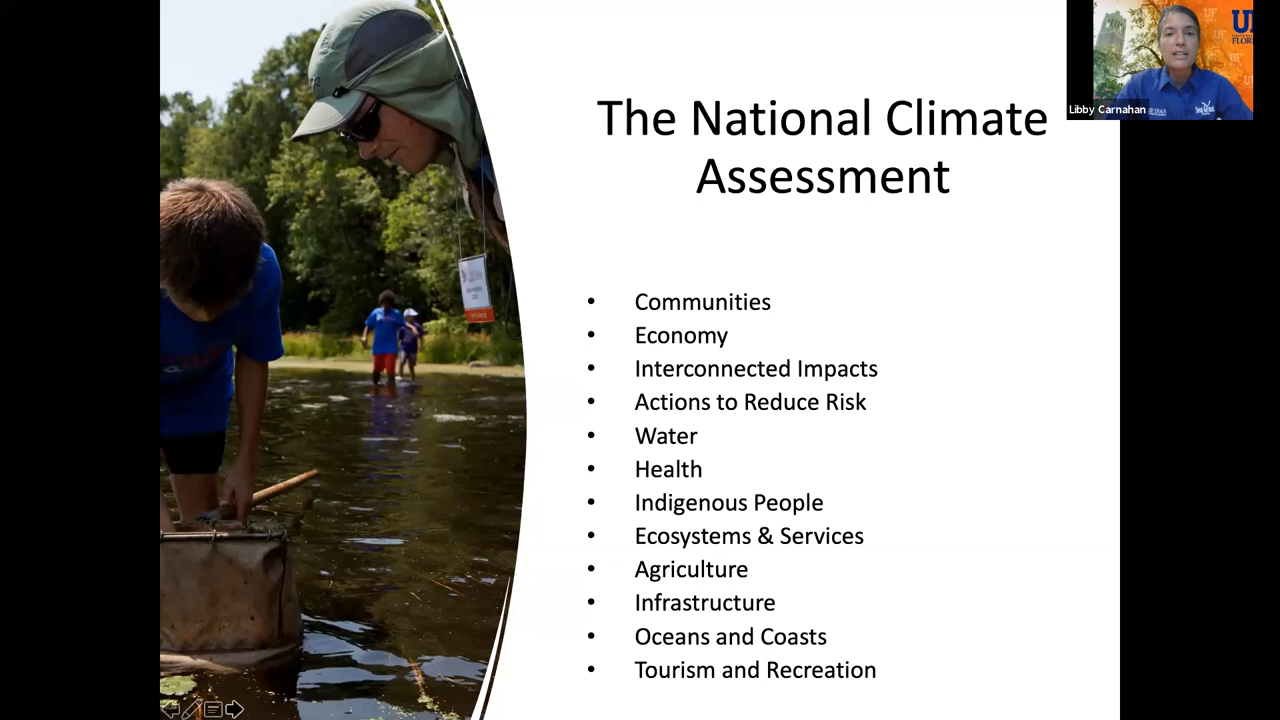 The National Climate
Assessment
• Communities
• Economy
• Interconnected Impacts
• Actions to Reduce Risk
• Water
• Health
• Indigenous People
• Ecosystems & Services
• Agriculture
• Infrastructure
• Oceans and Coasts
• Tourism and Recreation
Libby Carnahan
UF